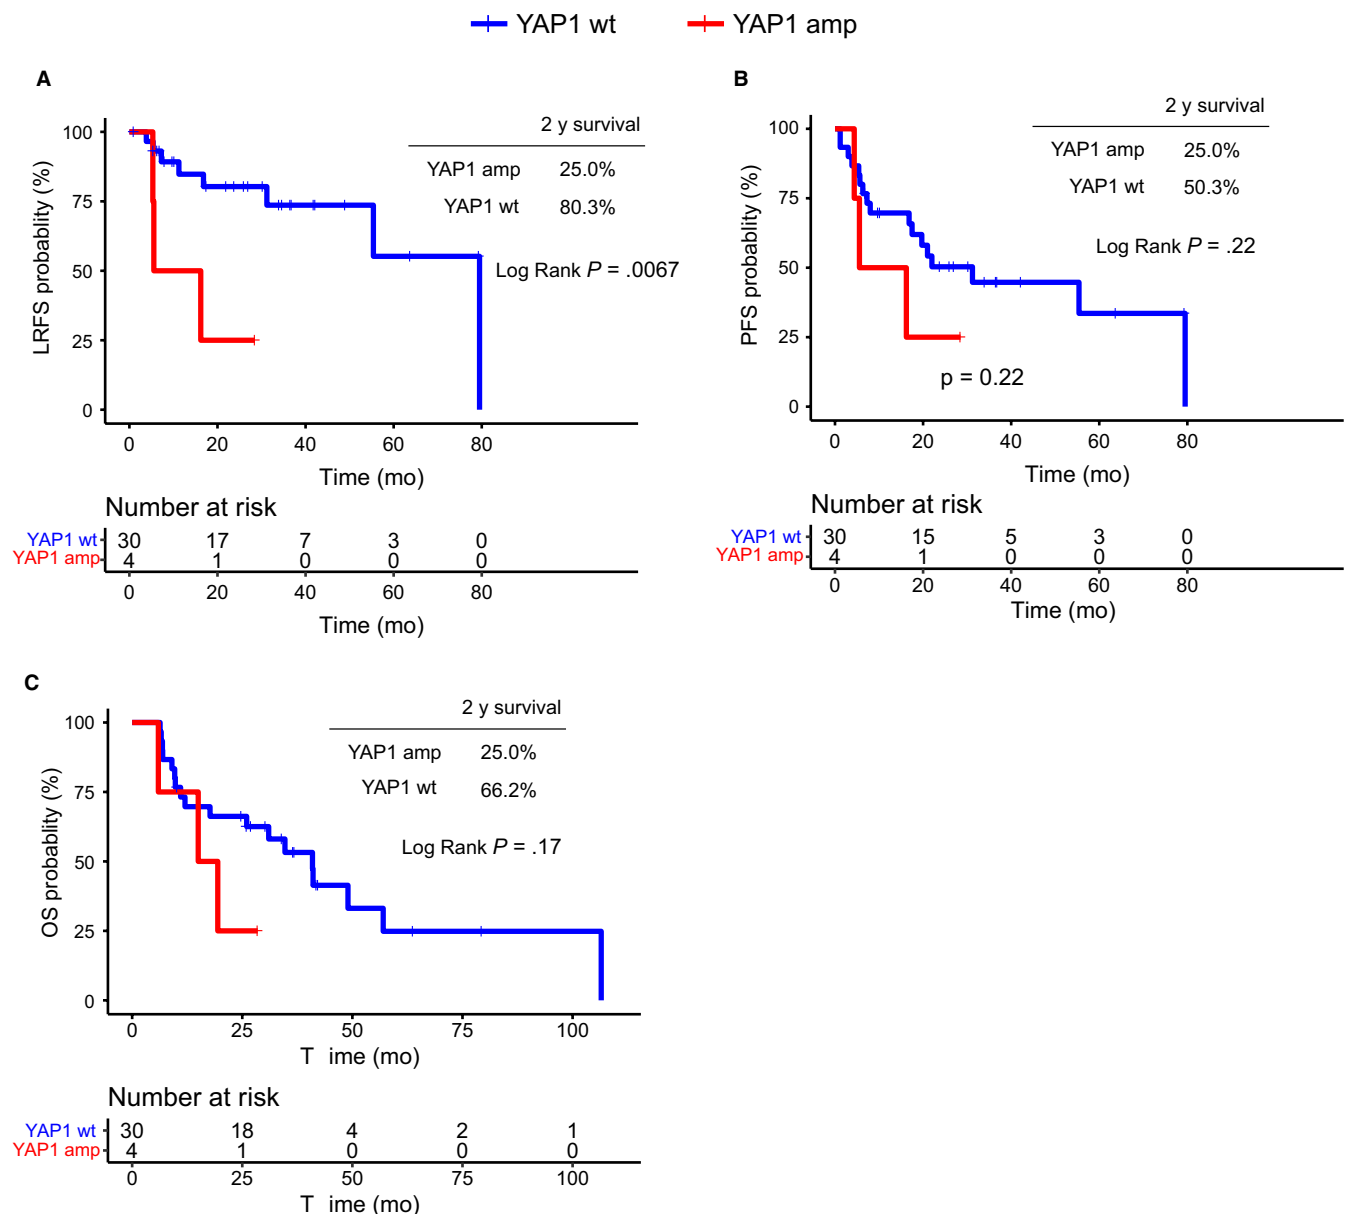 YAP1 wt YAP1 amp
A
2 y survival
YAP1 amp 25.0%
YAP1 wt 80.3%
Log Rank P = .0067
LRFS probablity (%)
100
75
50
25
0
0 20 40 60 80
Time (mo)
Number at risk
YAP1 wt 30 17 7 3 0
YAP1 amp 4 1 0 0 0
0 20 40 60 80
Time (mo)
B
2 y survival
YAP1 amp 25.0%
YAP1 wt 50.3%
Log Rank P = .22
p = 0.22
PFS probablity (%)
100
75
50
25
0
0 20 40 60 80
Time (mo)
Number at risk
YAP1 wt 30 15 5 3 0
YAP1 amp 4 1 0 0 0
0 20 40 60 80
Time (mo)
C
2 y survival
YAP1 amp 25.0%
YAP1 wt 66.2%
Log Rank P = .17
OS probablity (%)
100
75
50
25
0
0 25 50 75 100
T ime (mo)
Number at risk
YAP1 wt 30 18 4 2 1
YAP1 amp 4 1 0 0 0
0 25 50 75 100
T ime (mo)